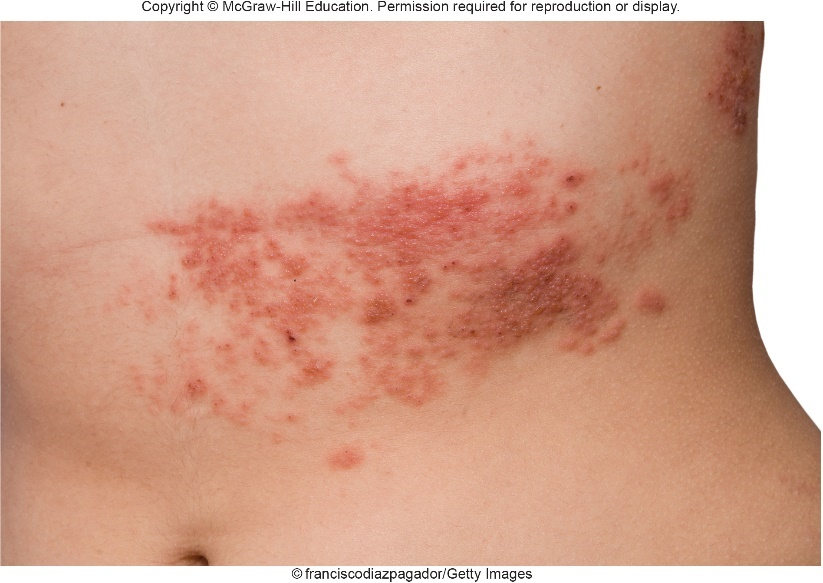 Copyright © McGraw-Hill Education. Permission required for reproduction or display.
© franciscodiazpagador/Getty Images